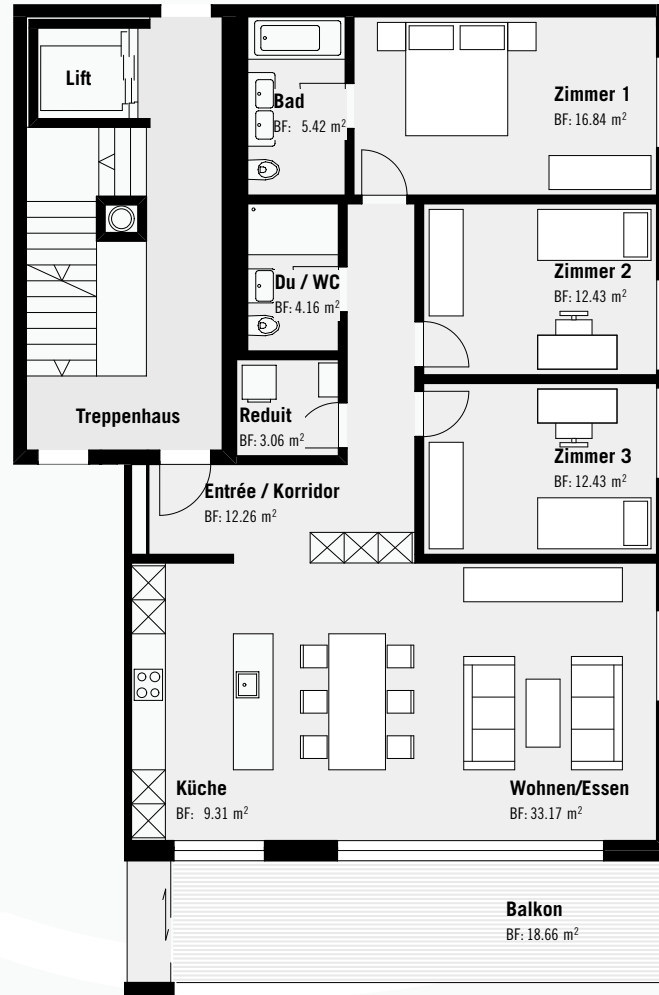 Lift
Bad
BF: 5.42 m²
Zimmer 1
BF: 16.84 m²
Du / WC
BF: 4.16 m²
Zimmer 2
BF: 12.43 m²
Treppenhaus
Reduit
BF: 3.06 m²
Zimmer 3
BF: 12.43 m²
Entrée / Korridor
BF: 12.26 m²
Küche
BF: 9.31 m²
Wohnen/Essen
BF: 33.17 m²
Balkon
BF: 18.66 m²